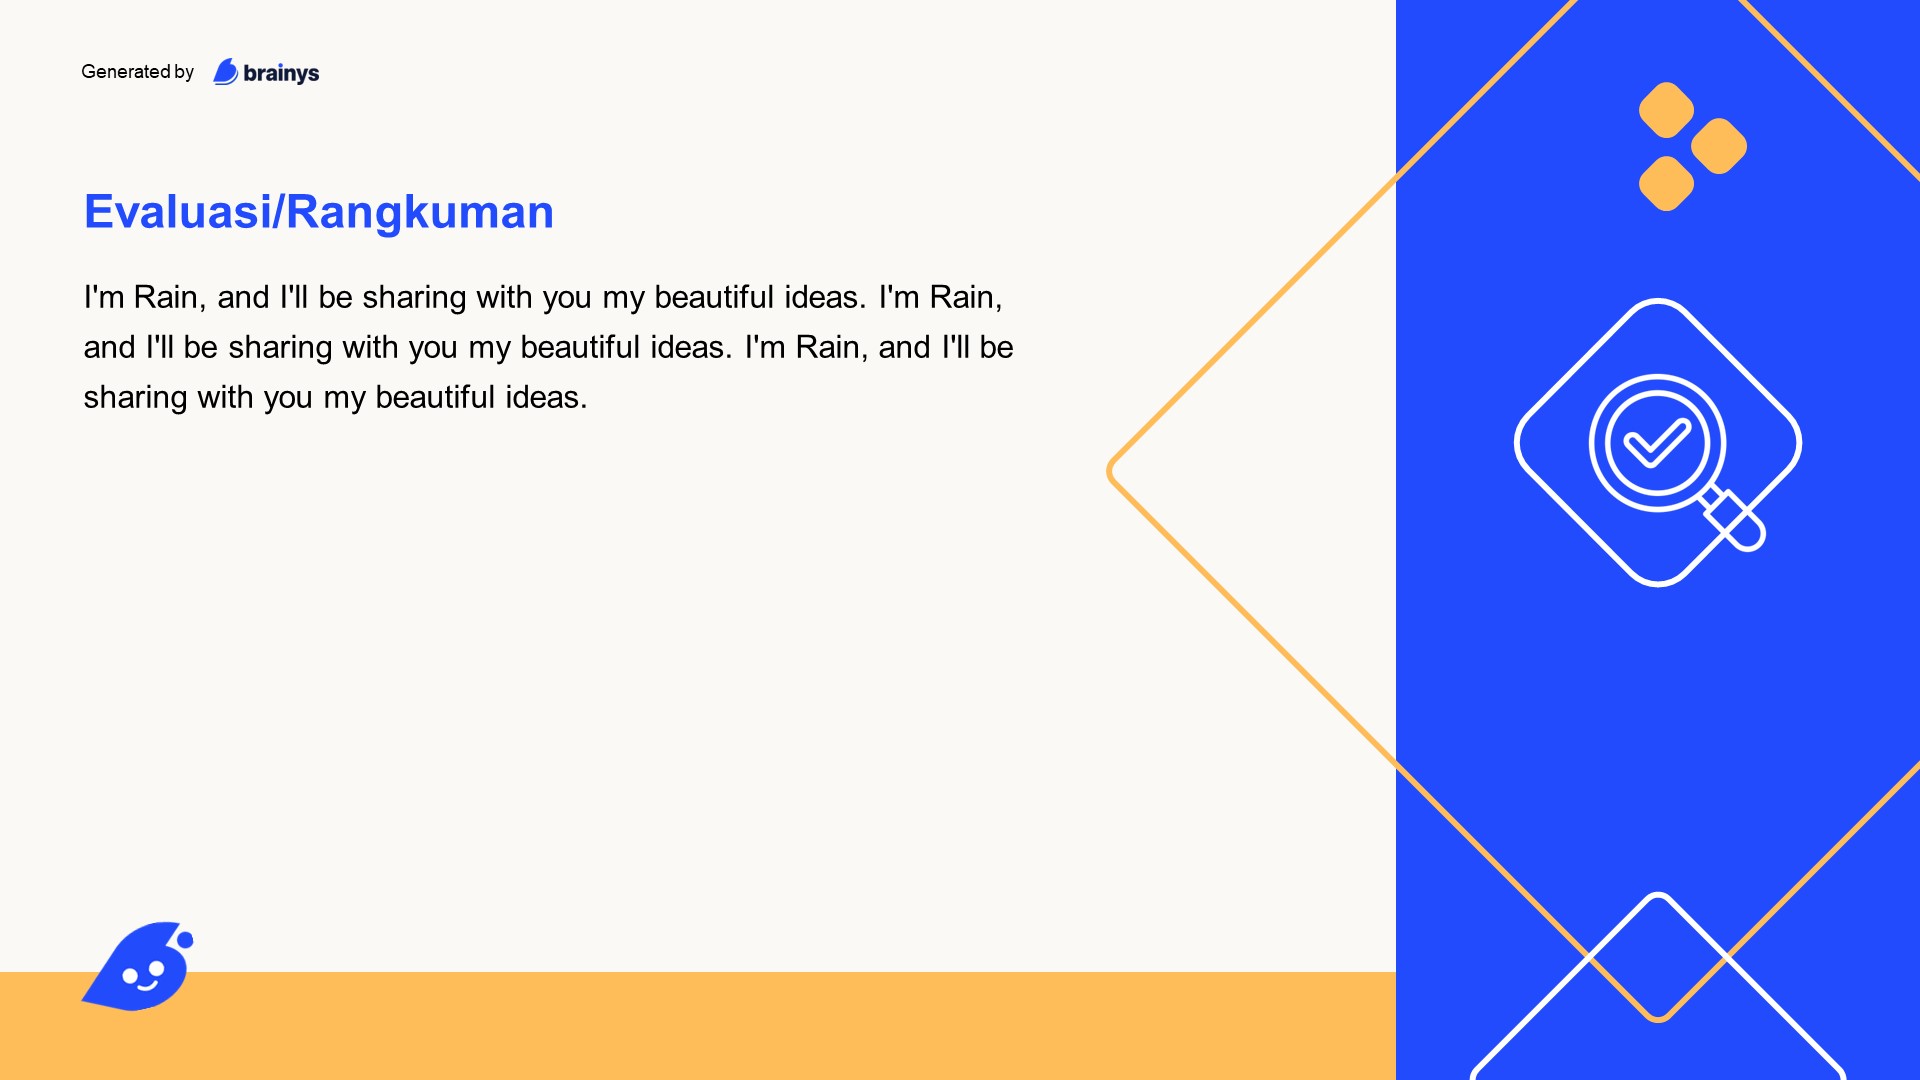 Generated by brainys
Evaluasi/Rangkuman
I'm Rain, and I'll be sharing with you my beautiful ideas. I'm Rain,
and I'll be sharing with you my beautiful ideas. I'm Rain, and I'll be
sharing with you my beautiful ideas.